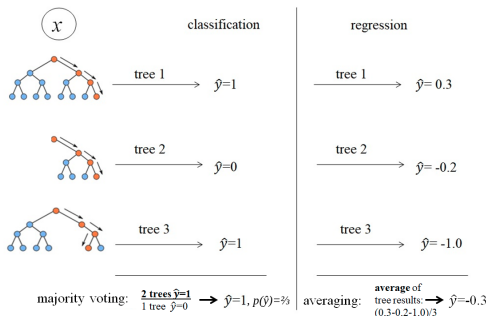 x classification regression
tree 1 ŷ=1 tree 1 ŷ= 0.3
tree 2 ŷ=0 tree 2 ŷ= -0.2
tree 3 ŷ=1 tree 3 ŷ= -1.0
majority voting: 2 trees ŷ=1 → ŷ=1, p(ŷ)=⅔ averaging: average of → ŷ=-0.3
1 tree ŷ=0 tree results:
(0.3-0.2-1.0)/3